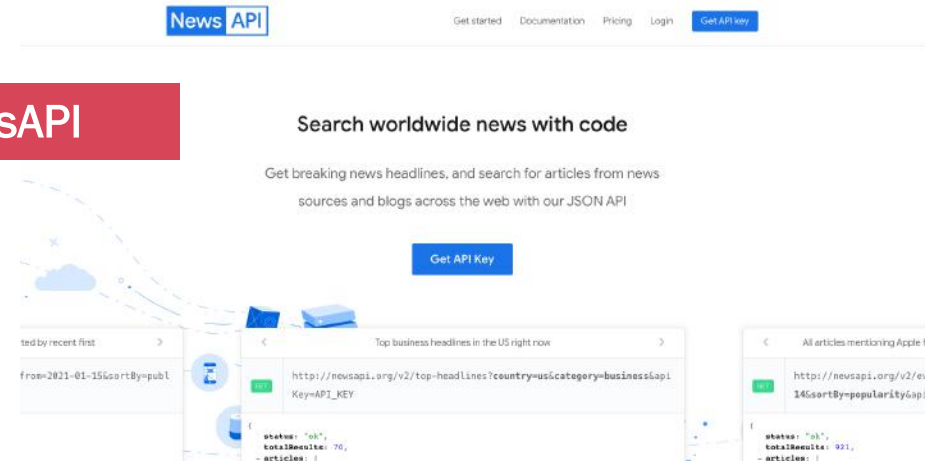 News API
Get started Documentation Pricing Login Get API key
sAPI
Search worldwide news with code
Get breaking news headlines, and search for articles from news
sources and blogs across the web with our JSON API
Get API Key
ted by recent first
from=2021-01-15&sortBy=publ
Top business headlines in the US right now
GET
http://newsapi.org/v2/top-headlines?country=us&category=business&api
Key=API_KEY
{
status: "ok",
totalResults: 70,
- articles: [
All articles mentioning Apple f
GET
http://newsapi.org/v2/ev
14&sortBy=popularity&api
{
status: "ok",
totalResults: 921,
- articles: [